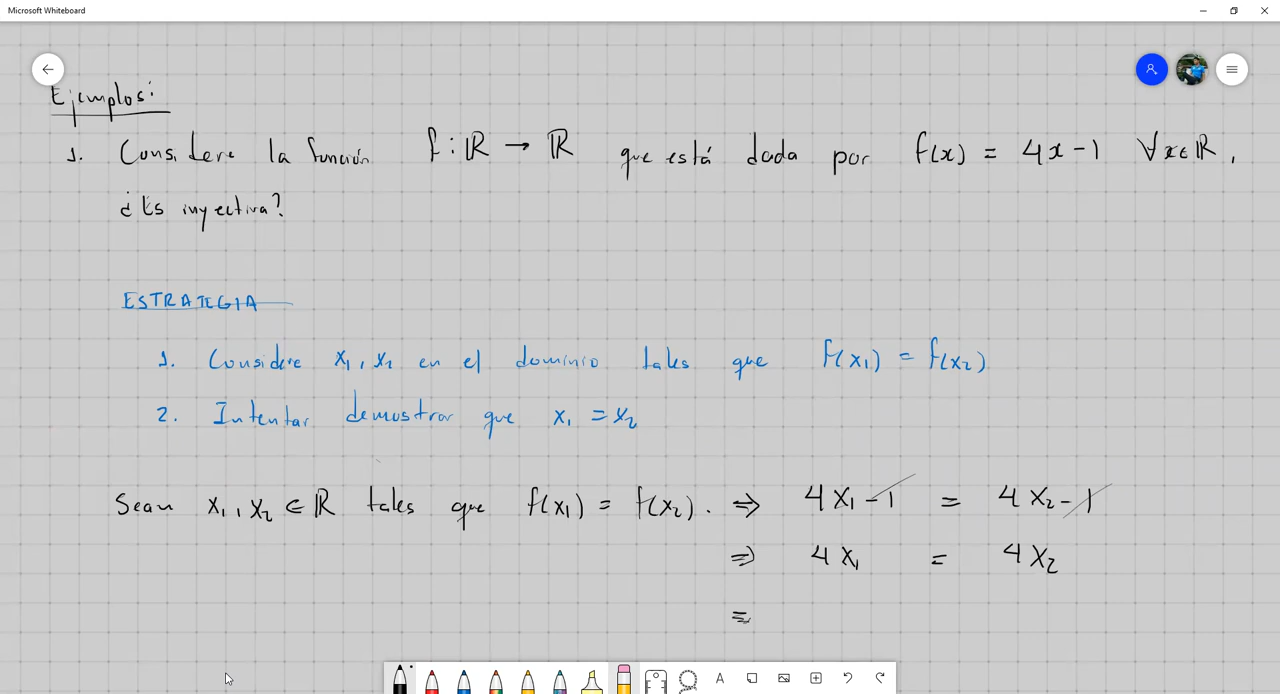 Microsoft Whiteboard
Ejemplos:
1. Considere la función f : ℝ → ℝ que está dada por f(x) = 4x - 1 ∀x∈ℝ,
¿Es inyectiva?
ESTRATEGIA
1. Considere x₁, x₂ en el dominio tales que f(x₁) = f(x₂)
2. Intentar demostrar que x₁ = x₂
Sean x₁, x₂ ∈ ℝ tales que f(x₁) = f(x₂). ⇒ 4x₁ - 1 = 4x₂ - 1
⇒ 4x₁ = 4x₂
=
A